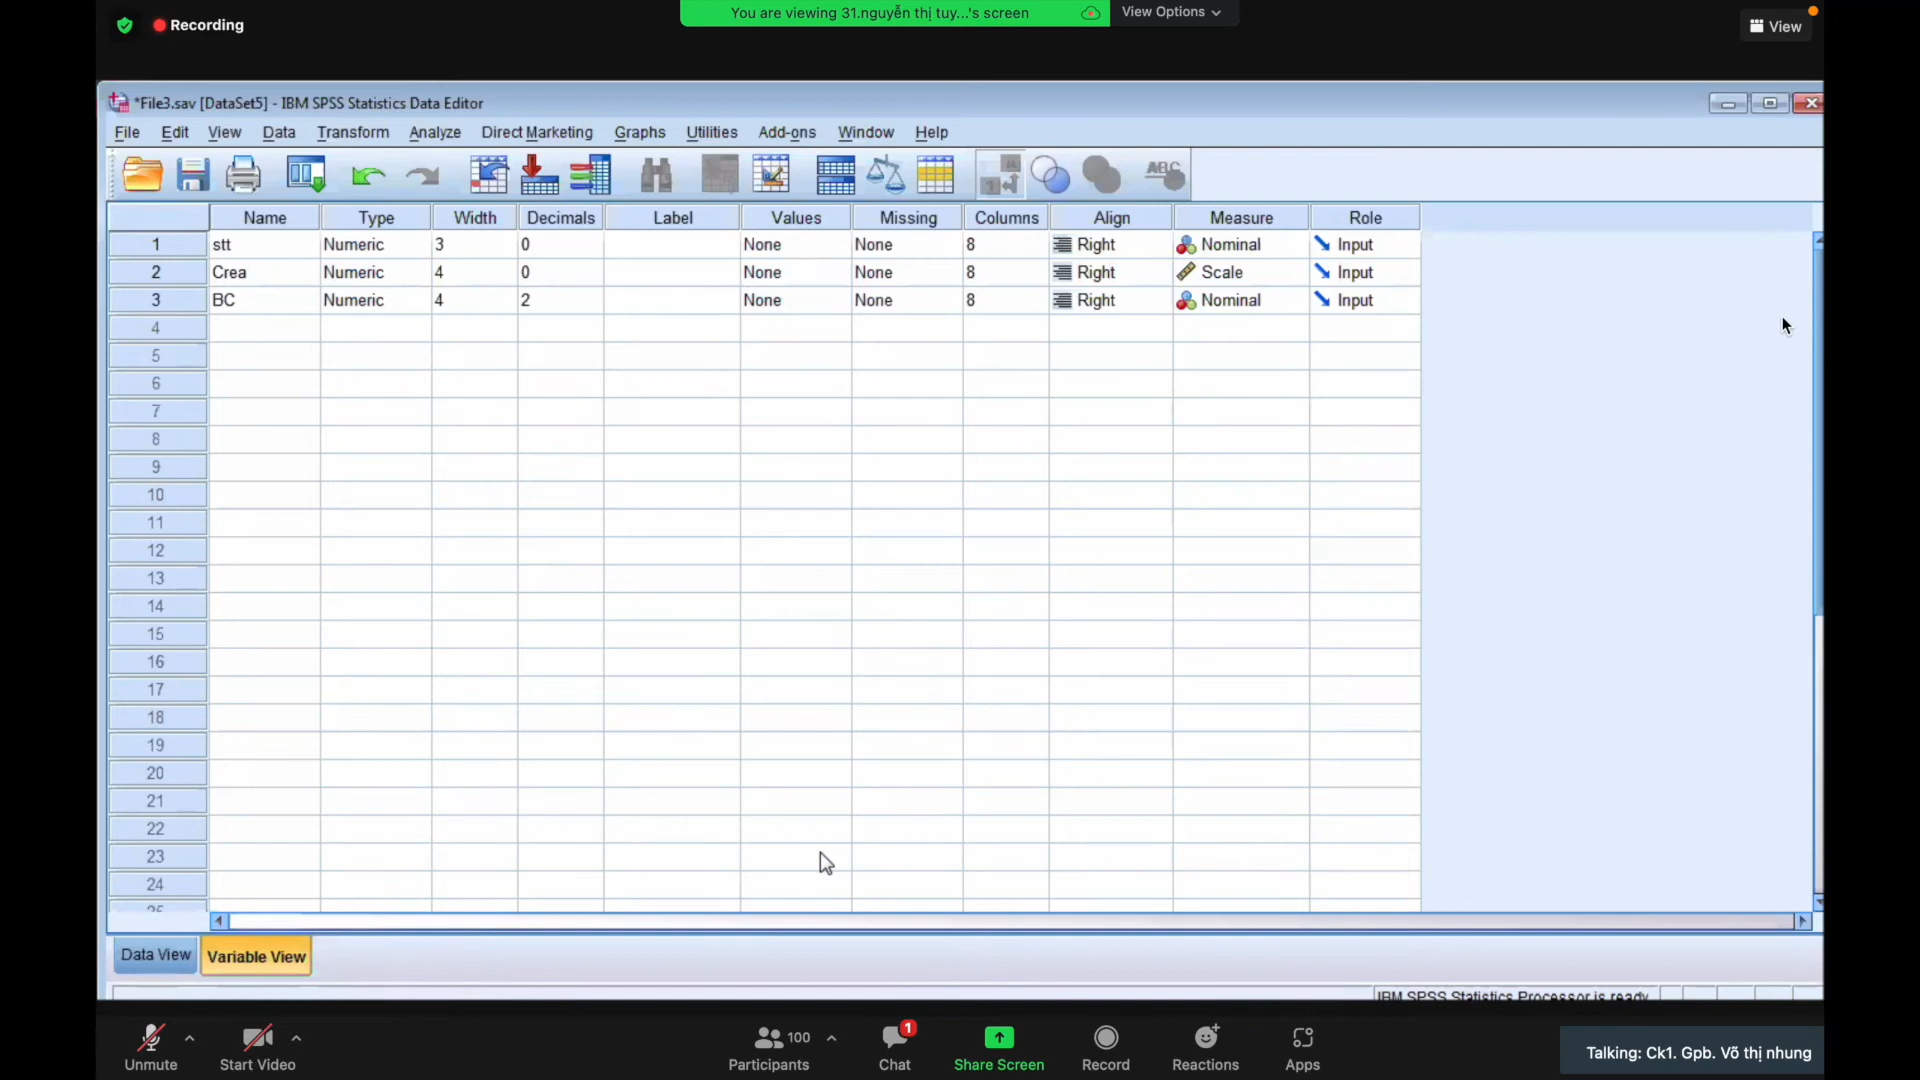 Recording
You are viewing 31.nguyễn thị tuy...'s screen
View Options
View
*File3.sav [DataSet5] - IBM SPSS Statistics Data Editor
File Edit View Data Transform Analyze Direct Marketing Graphs Utilities Add-ons Window Help
Name Type Width Decimals Label Values Missing Columns Align Measure Role
1 stt Numeric 3 0 None None 8 Right Nominal Input
2 Crea Numeric 4 0 None None 8 Right Scale Input
3 BC Numeric 4 2 None None 8 Right Nominal Input
4
5
6
7
8
9
10
11
12
13
14
15
16
17
18
19
20
21
22
23
24
25
Data View Variable View
IBM SPSS Statistics Processor is ready
Unmute
Start Video
100
Participants
1
Chat
Share Screen
Record
Reactions
Apps
Talking: Ck1. Gpb. Võ thị nhung